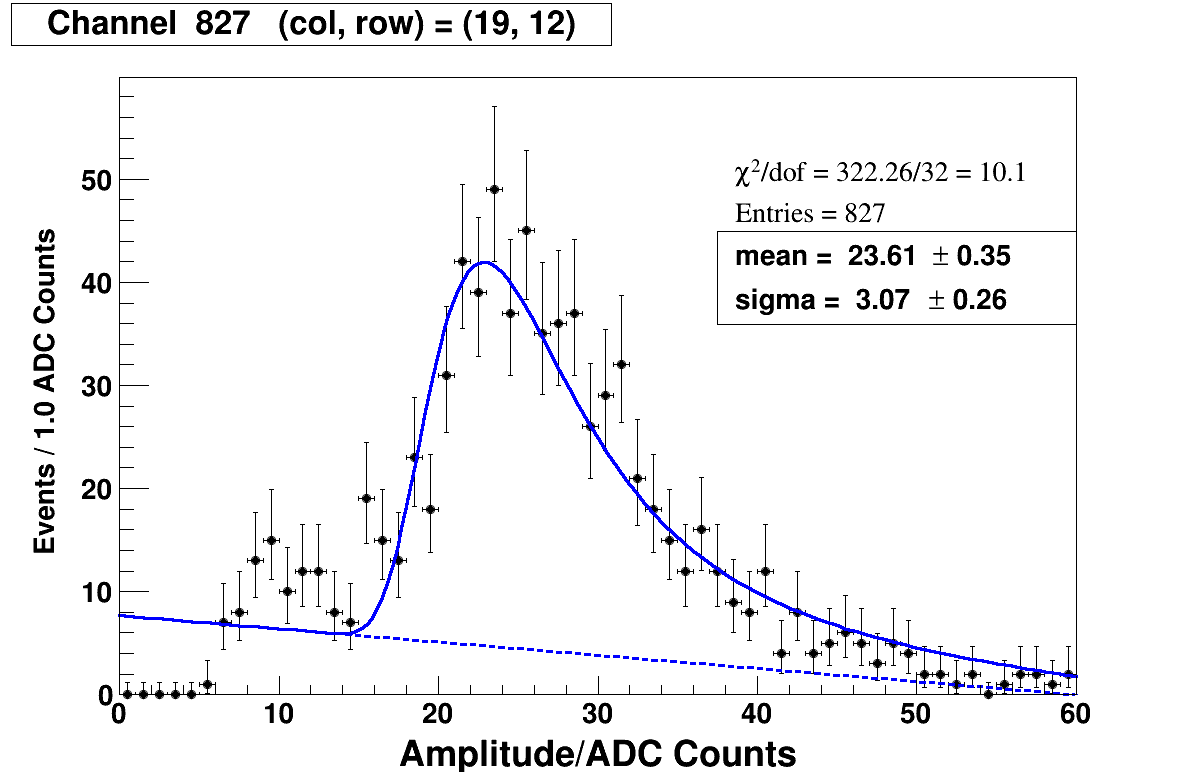 Channel 827 (col, row) = (19, 12)
χ²/dof = 322.26/32 = 10.1
Entries = 827
mean = 23.61 ± 0.35
sigma = 3.07 ± 0.26
Events / 1.0 ADC Counts
50
40
30
20
10
0
0 10 20 30 40 50 60
Amplitude/ADC Counts